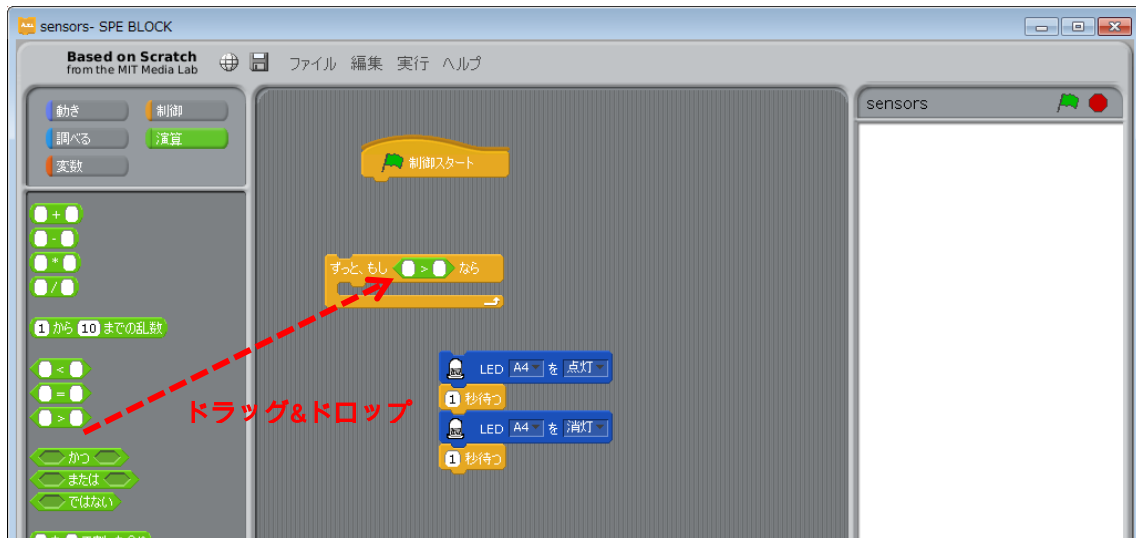 sensors- SPE BLOCK
Based on Scratch
from the MIT Media Lab
ファイル 編集 実行 ヘルプ
動き 制御
調べる 演算
変数
+
-
*
/
1 から 10 までの乱数
<
=
>
かつ
または
ではない
制御スタート
ずっと、もし > なら
ドラッグ&ドロップ
LED A4 を 点灯
1 秒待つ
LED A4 を 消灯
1 秒待つ
sensors